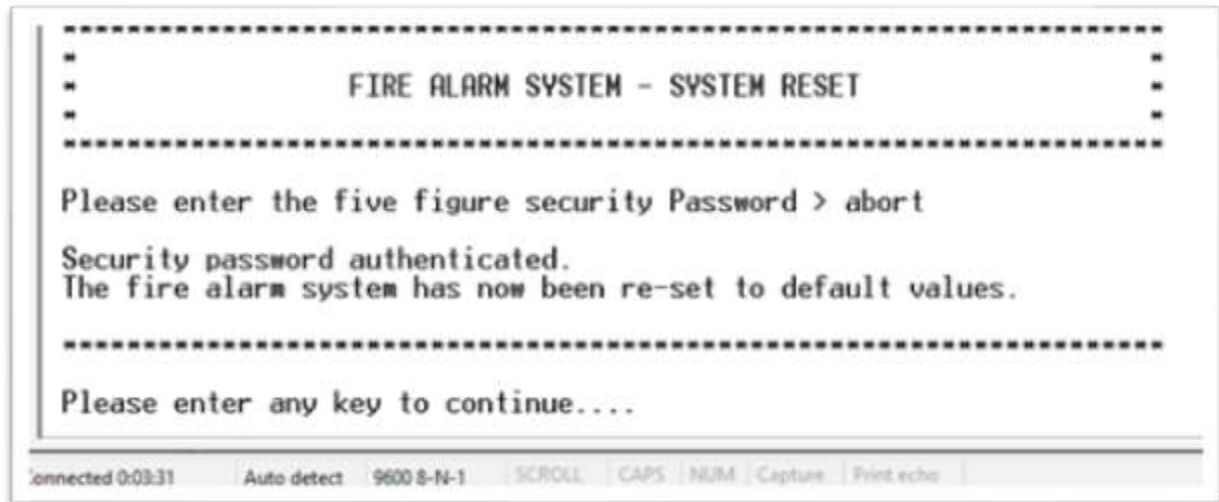 FIRE ALARM SYSTEM - SYSTEM RESET
Please enter the five figure security Password > abort
Security password authenticated.
The fire alarm system has now been re-set to default values.
Please enter any key to continue....
onnected 0:03:31 Auto detect 9600 8-N-1 SCROLL CAPS NUM Capture Print echo